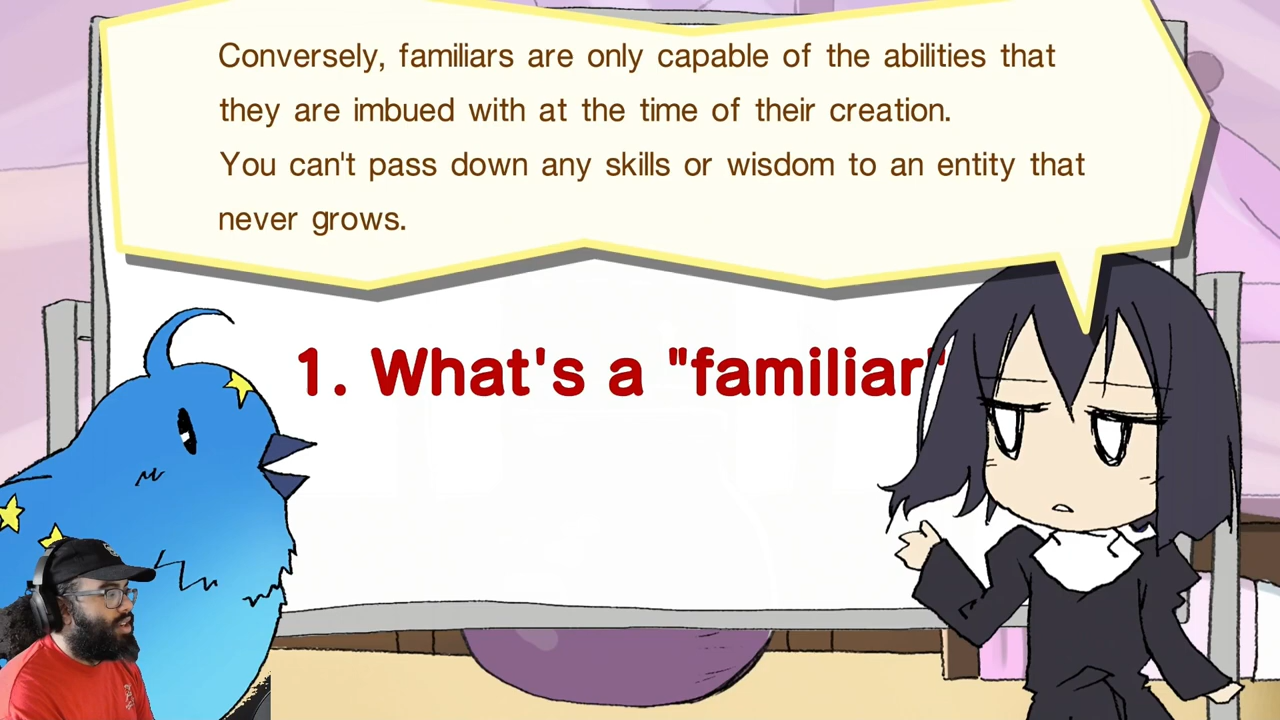 Conversely, familiars are only capable of the abilities that
they are imbued with at the time of their creation.
You can't pass down any skills or wisdom to an entity that
never grows.
1. What's a "familiar"